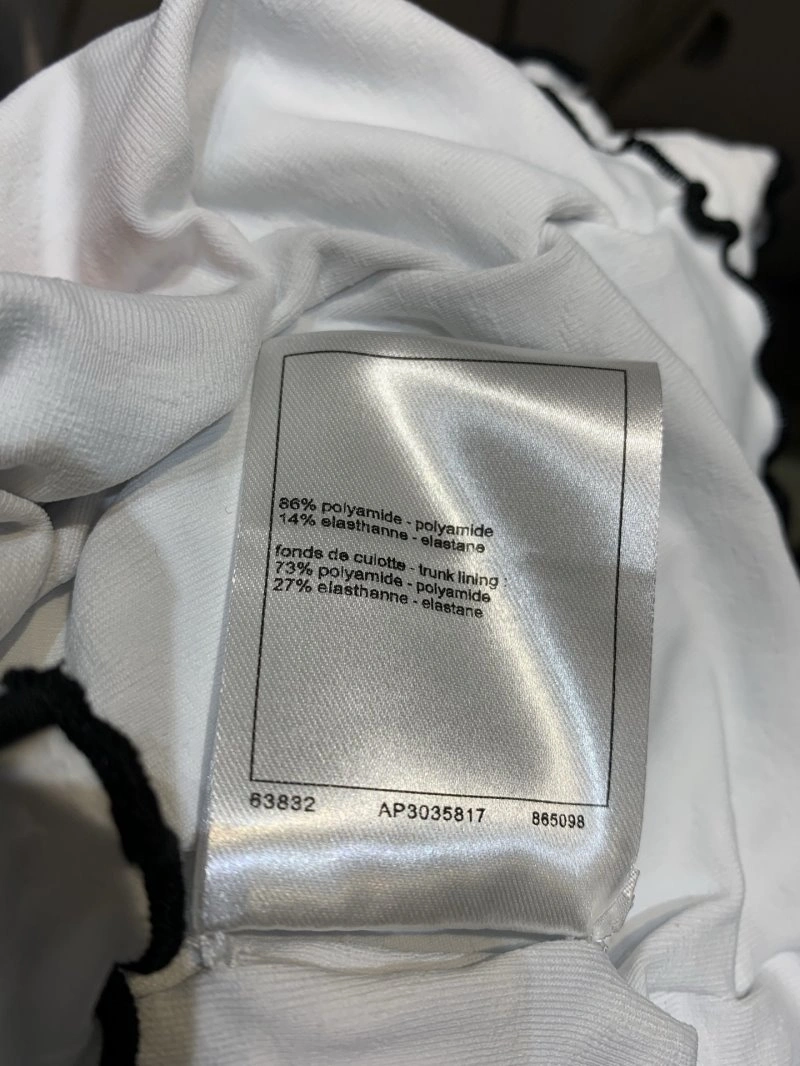 86% polyamide - polyamide
14% elasthanne - elastane
fonds de culotte - trunk lining :
73% polyamide - polyamide
27% elasthanne - elastane
63832 AP3035817 865098